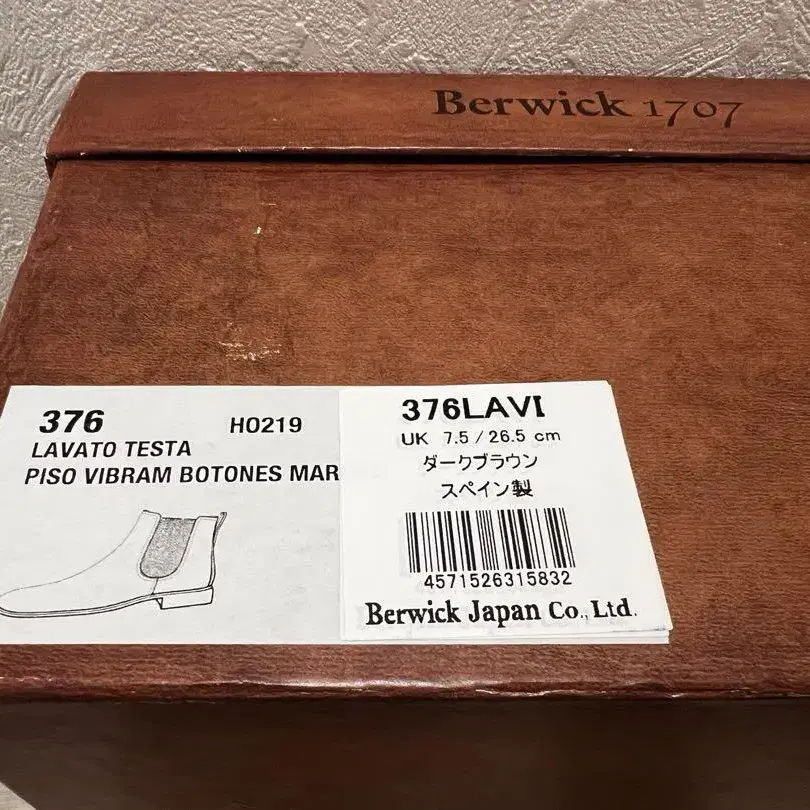 Berwick 1707
376 HO219
LAVATO TESTA
PISO VIBRAM BOTONES MAR
376LAVI
UK 7.5 / 26.5 cm
ダークブラウン
スペイン製
4571526315832
Berwick Japan Co., Ltd.